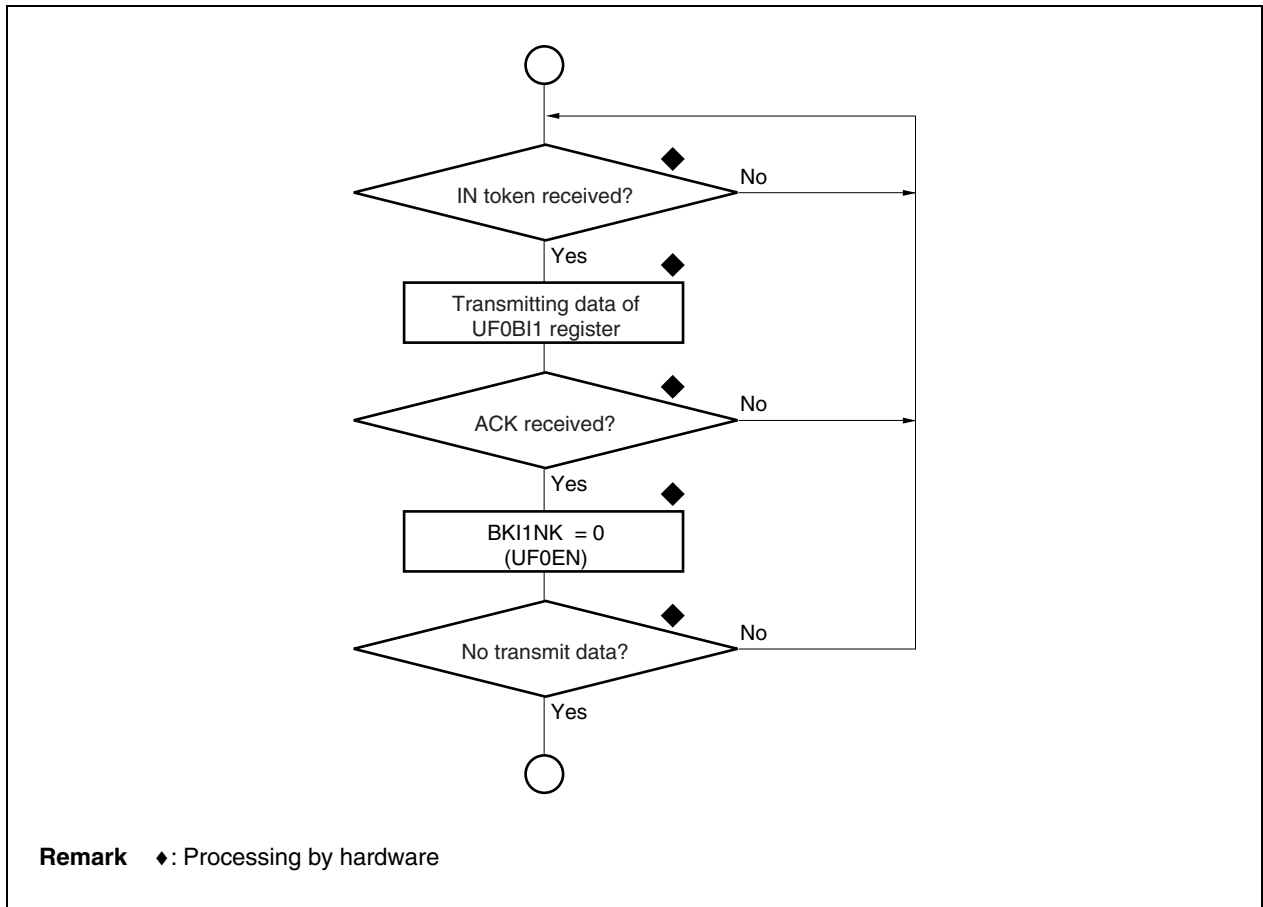 IN token received?
No
Yes
Transmitting data of
UF0BI1 register
ACK received?
No
Yes
BKI1NK = 0
(UF0EN)
No transmit data?
No
Yes
Remark ♦: Processing by hardware